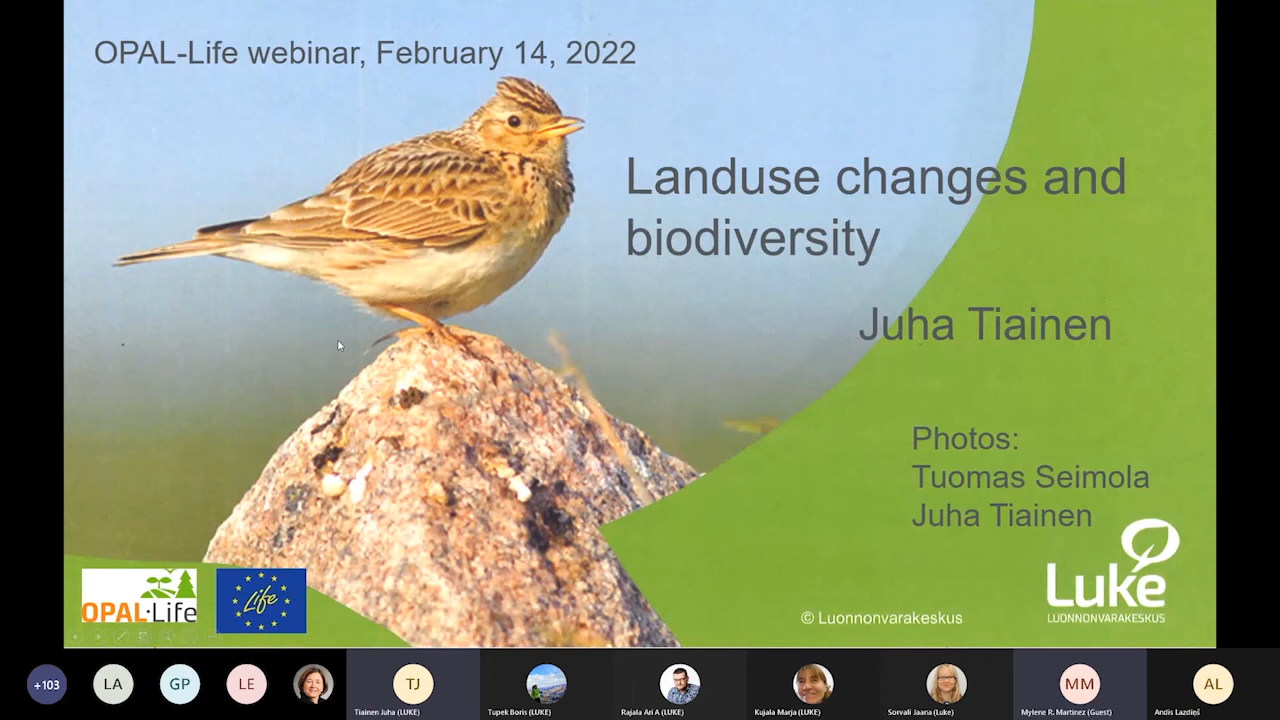 OPAL-Life webinar, February 14, 2022
Landuse changes and
biodiversity
Juha Tiainen
Photos:
Tuomas Seimola
Juha Tiainen
OPAL·Life
Life
Luke
LUONNONVARAKESKUS
© Luonnonvarakeskus
+103
LA
GP
LE
TJ
Tiainen Juha (LUKE)
Tupek Boris (LUKE)
Rajala Ari A (LUKE)
Kujala Marja (LUKE)
Sorvali Jaana (Luke)
MM
Mylene R. Martinez (Guest)
AL
Andis Lazdiņš